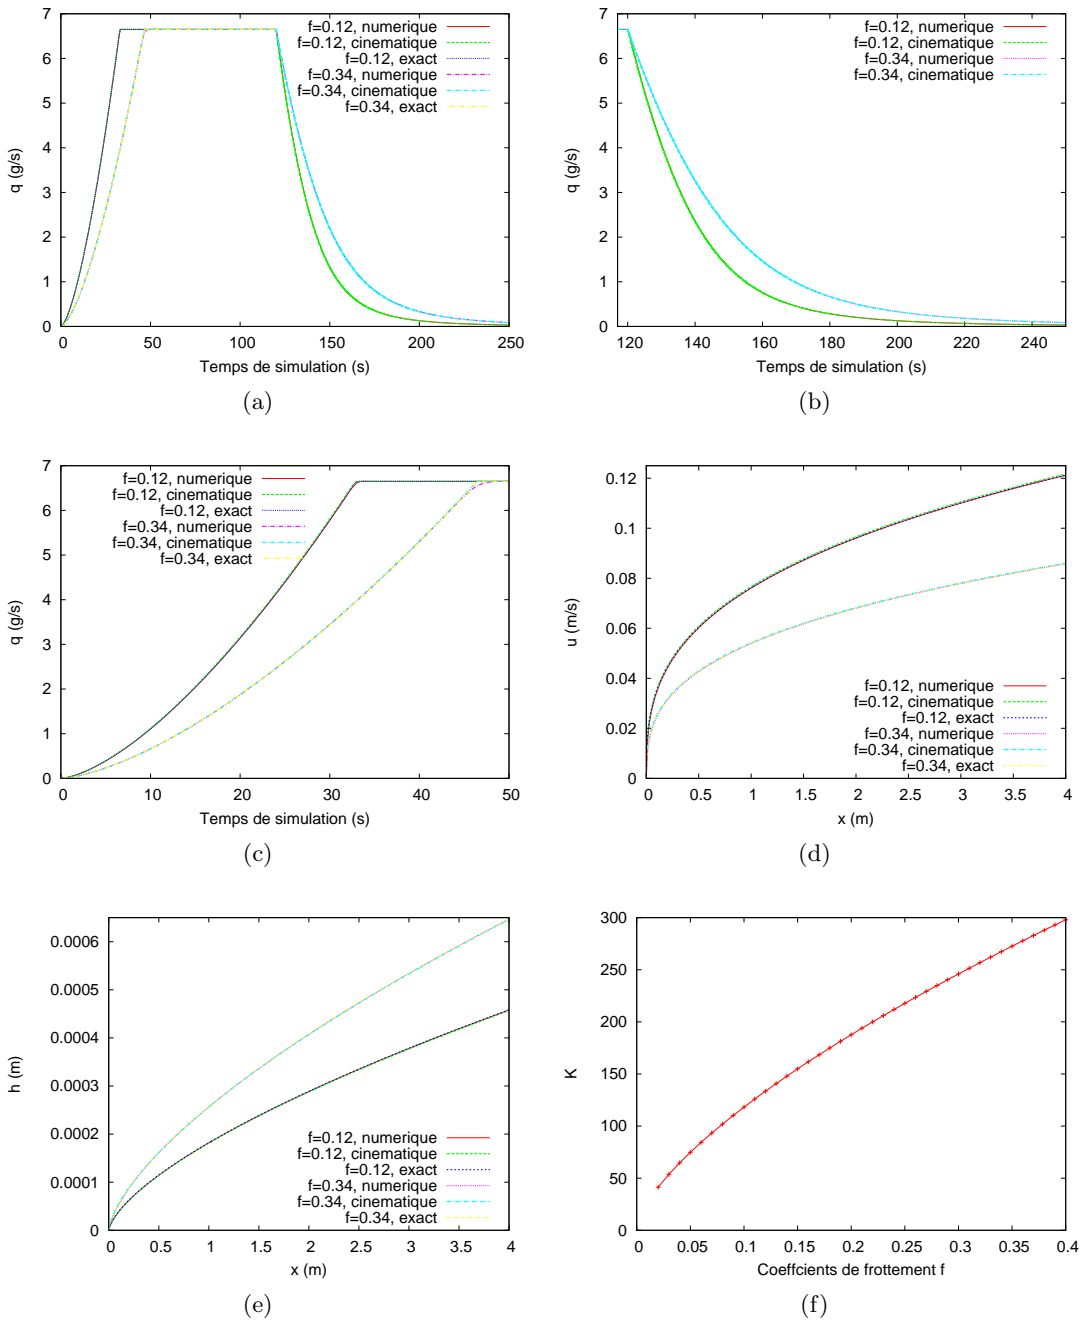 7
6
5
4
3
2
1
0
q (g/s)
0 50 100 150 200 250
Temps de simulation (s)
f=0.12, numerique
f=0.12, cinematique
f=0.12, exact
f=0.34, numerique
f=0.34, cinematique
f=0.34, exact
(a)
7
6
5
4
3
2
1
0
q (g/s)
120 140 160 180 200 220 240
Temps de simulation (s)
f=0.12, numerique
f=0.12, cinematique
f=0.34, numerique
f=0.34, cinematique
(b)
7
6
5
4
3
2
1
0
q (g/s)
0 10 20 30 40 50
Temps de simulation (s)
f=0.12, numerique
f=0.12, cinematique
f=0.12, exact
f=0.34, numerique
f=0.34, cinematique
f=0.34, exact
(c)
0.12
0.1
0.08
0.06
0.04
0.02
0
u (m/s)
0 0.5 1 1.5 2 2.5 3 3.5 4
x (m)
f=0.12, numerique
f=0.12, cinematique
f=0.12, exact
f=0.34, numerique
f=0.34, cinematique
f=0.34, exact
(d)
0.0006
0.0005
0.0004
0.0003
0.0002
0.0001
0
h (m)
0 0.5 1 1.5 2 2.5 3 3.5 4
x (m)
f=0.12, numerique
f=0.12, cinematique
f=0.12, exact
f=0.34, numerique
f=0.34, cinematique
f=0.34, exact
(e)
300
250
200
150
100
50
0
K
0 0.05 0.1 0.15 0.2 0.25 0.3 0.35 0.4
Coeffcients de frottement f
(f)